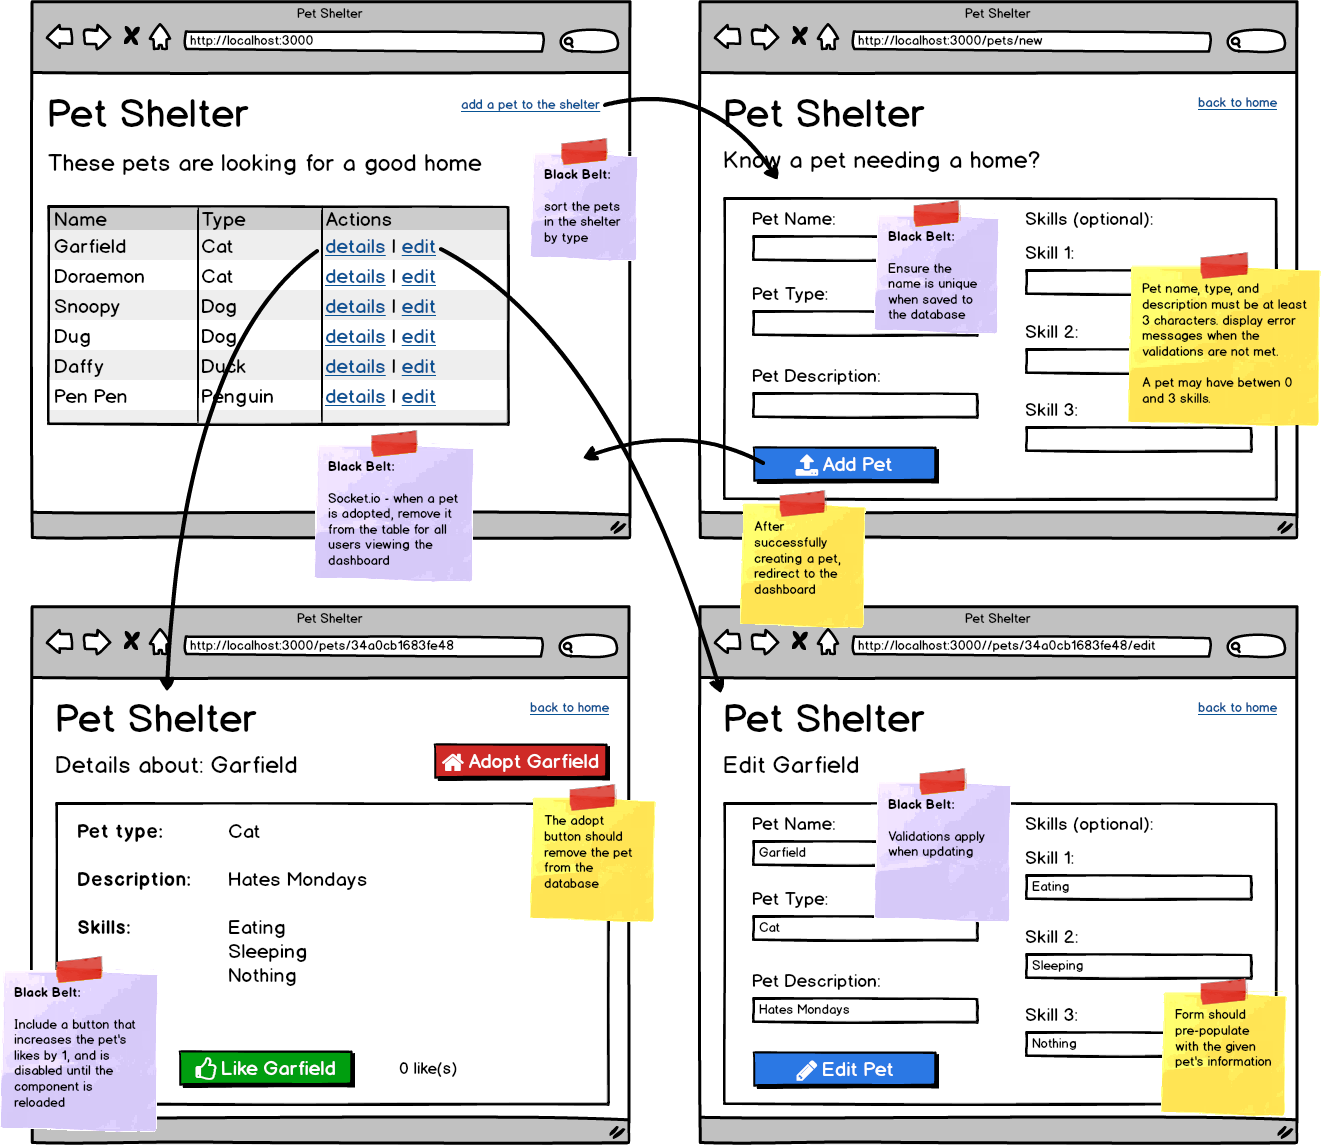 Pet Shelter
http://localhost:3000
Pet Shelter
add a pet to the shelter
These pets are looking for a good home
Black Belt:
sort the pets
in the shelter
by type
Name Type Actions
Garfield Cat details | edit
Doraemon Cat details | edit
Snoopy Dog details | edit
Dug Dog details | edit
Daffy Duck details | edit
Pen Pen Penguin details | edit
Black Belt:
Socket.io - when a pet
is adopted, remove it
from the table for all
users viewing the
dashboard
Pet Shelter
http://localhost:3000/pets/new
Pet Shelter
back to home
Know a pet needing a home?
Pet Name:
Black Belt:
Ensure the
name is unique
when saved to
the database
Pet Type:
Pet Description:
Add Pet
Skills (optional):
Skill 1:
Skill 2:
Skill 3:
Pet name, type, and
description must be at least
3 characters. display error
messages when the
validations are not met.
A pet may have betwen 0
and 3 skills.
After
successfully
creating a pet,
redirect to the
dashboard
Pet Shelter
http://localhost:3000/pets/34a0cb1683fe48
Pet Shelter
back to home
Details about: Garfield
Adopt Garfield
The adopt
button should
remove the pet
from the
database
Pet type: Cat
Description: Hates Mondays
Skills: Eating
Sleeping
Nothing
Black Belt:
Include a button that
increases the pet's
likes by 1, and is
disabled until the
component is
reloaded
Like Garfield
0 like(s)
Pet Shelter
http://localhost:3000//pets/34a0cb1683fe48/edit
Pet Shelter
back to home
Edit Garfield
Pet Name:
Garfield
Black Belt:
Validations apply
when updating
Pet Type:
Cat
Pet Description:
Hates Mondays
Edit Pet
Skills (optional):
Skill 1:
Eating
Skill 2:
Sleeping
Skill 3:
Nothing
Form should
pre-populate
with the given
pet's information